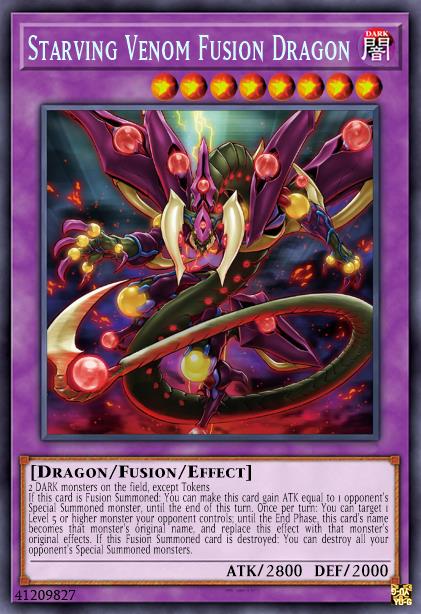 STARVING VENOM FUSION DRAGON
DARK
闇
[DRAGON/FUSION/EFFECT]
2 DARK monsters on the field, except Tokens
If this card is Fusion Summoned: You can make this card gain ATK equal to 1 opponent's
Special Summoned monster, until the end of this turn. Once per turn: You can target 1
Level 5 or higher monster your opponent controls; until the End Phase, this card's name
becomes that monster's original name, and replace this effect with that monster's
original effects. If this Fusion Summoned card is destroyed: You can destroy all your
opponent's Special Summoned monsters.
ATK/2800 DEF/2000
41209827